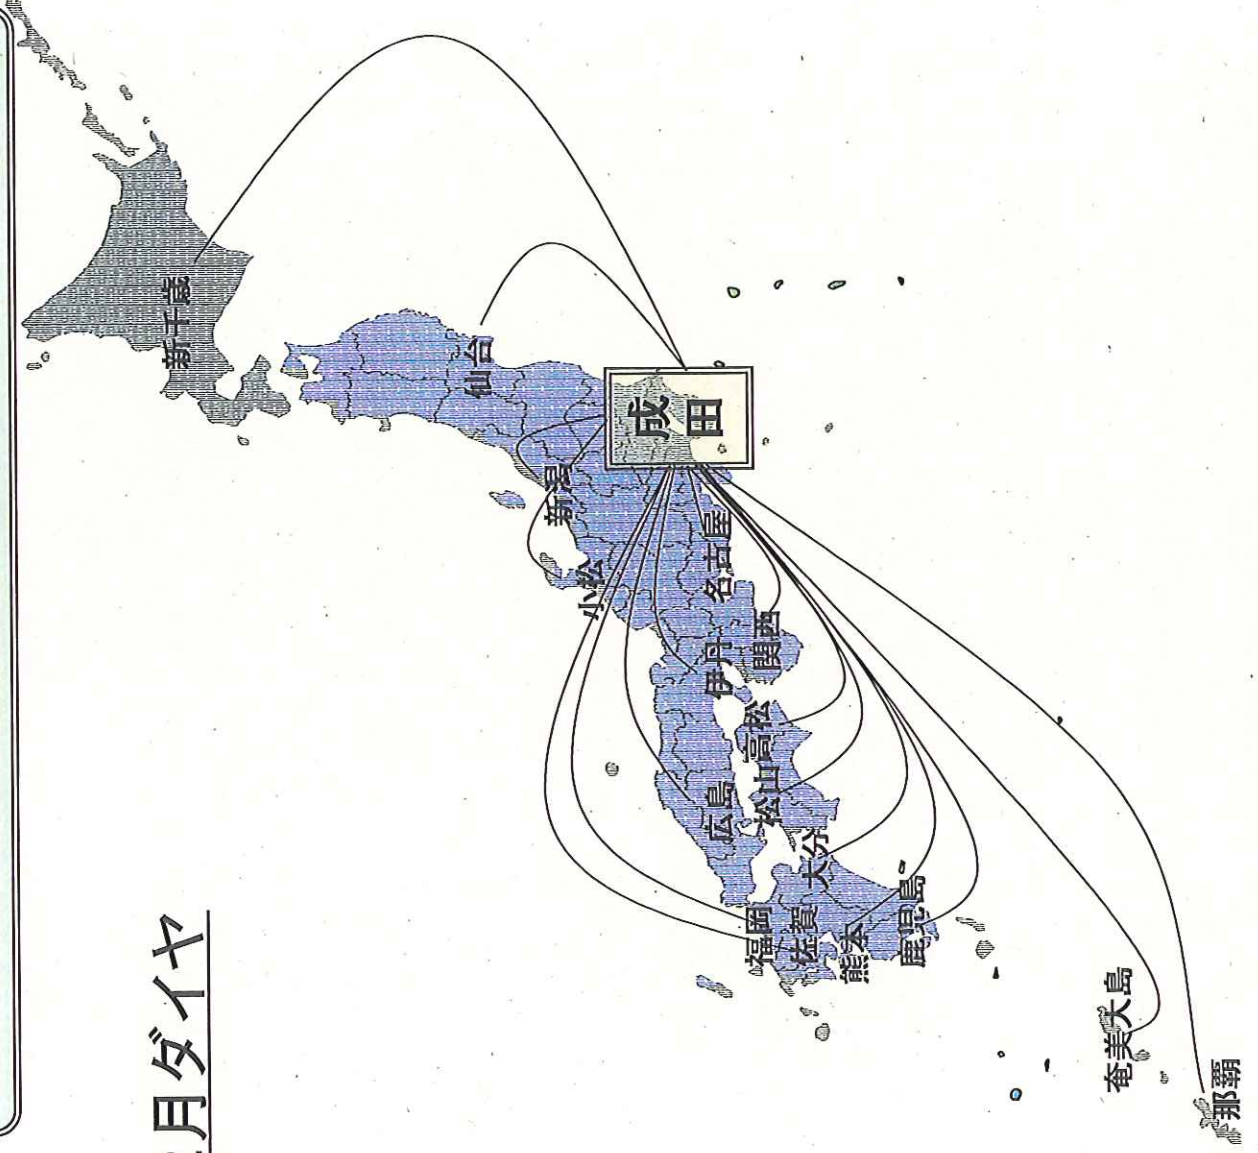 月ダイヤ
新千歳
仙台
成田
新潟
小松
名古屋
伊丹
関西
広島
高松
松山
大分
福岡
佐賀
熊本
鹿児島
奄美大島
那覇